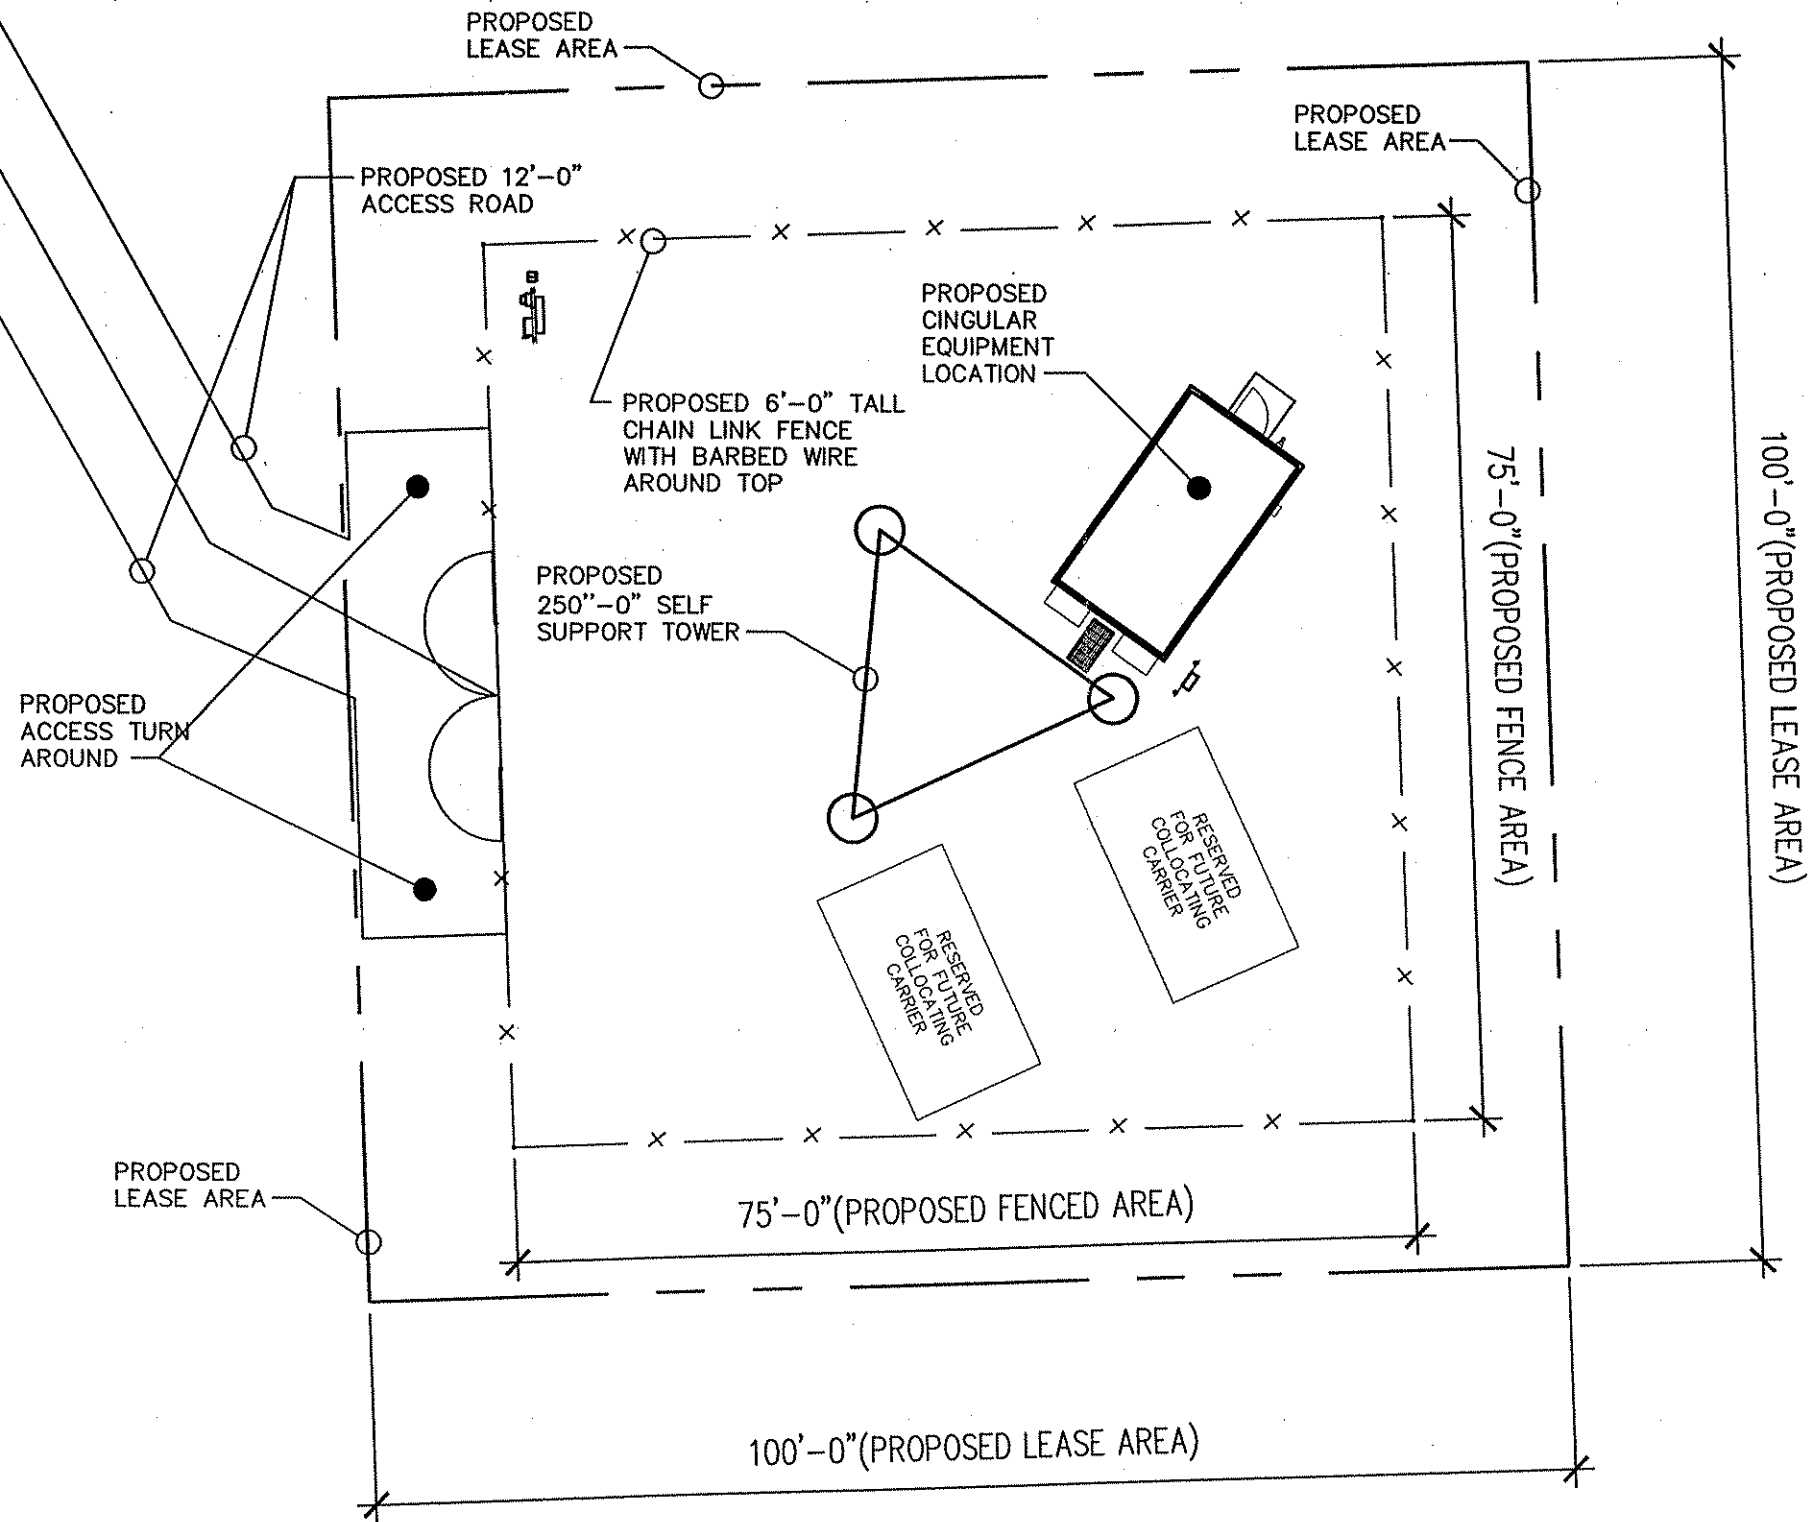 PROPOSED
LEASE AREA
PROPOSED
LEASE AREA
PROPOSED 12'-0"
ACCESS ROAD
PROPOSED
CINGULAR
EQUIPMENT
LOCATION
PROPOSED 6'-0" TALL
CHAIN LINK FENCE
WITH BARBED WIRE
AROUND TOP
PROPOSED
250''-0" SELF
SUPPORT TOWER
PROPOSED
ACCESS TURN
AROUND
75'-0"(PROPOSED FENCE AREA)
100'-0"(PROPOSED LEASE AREA)
RESERVED
FOR FUTURE
COLLOCATING
CARRIER
RESERVED
FOR FUTURE
COLLOCATING
CARRIER
PROPOSED
LEASE AREA
75'-0"(PROPOSED FENCED AREA)
100'-0"(PROPOSED LEASE AREA)